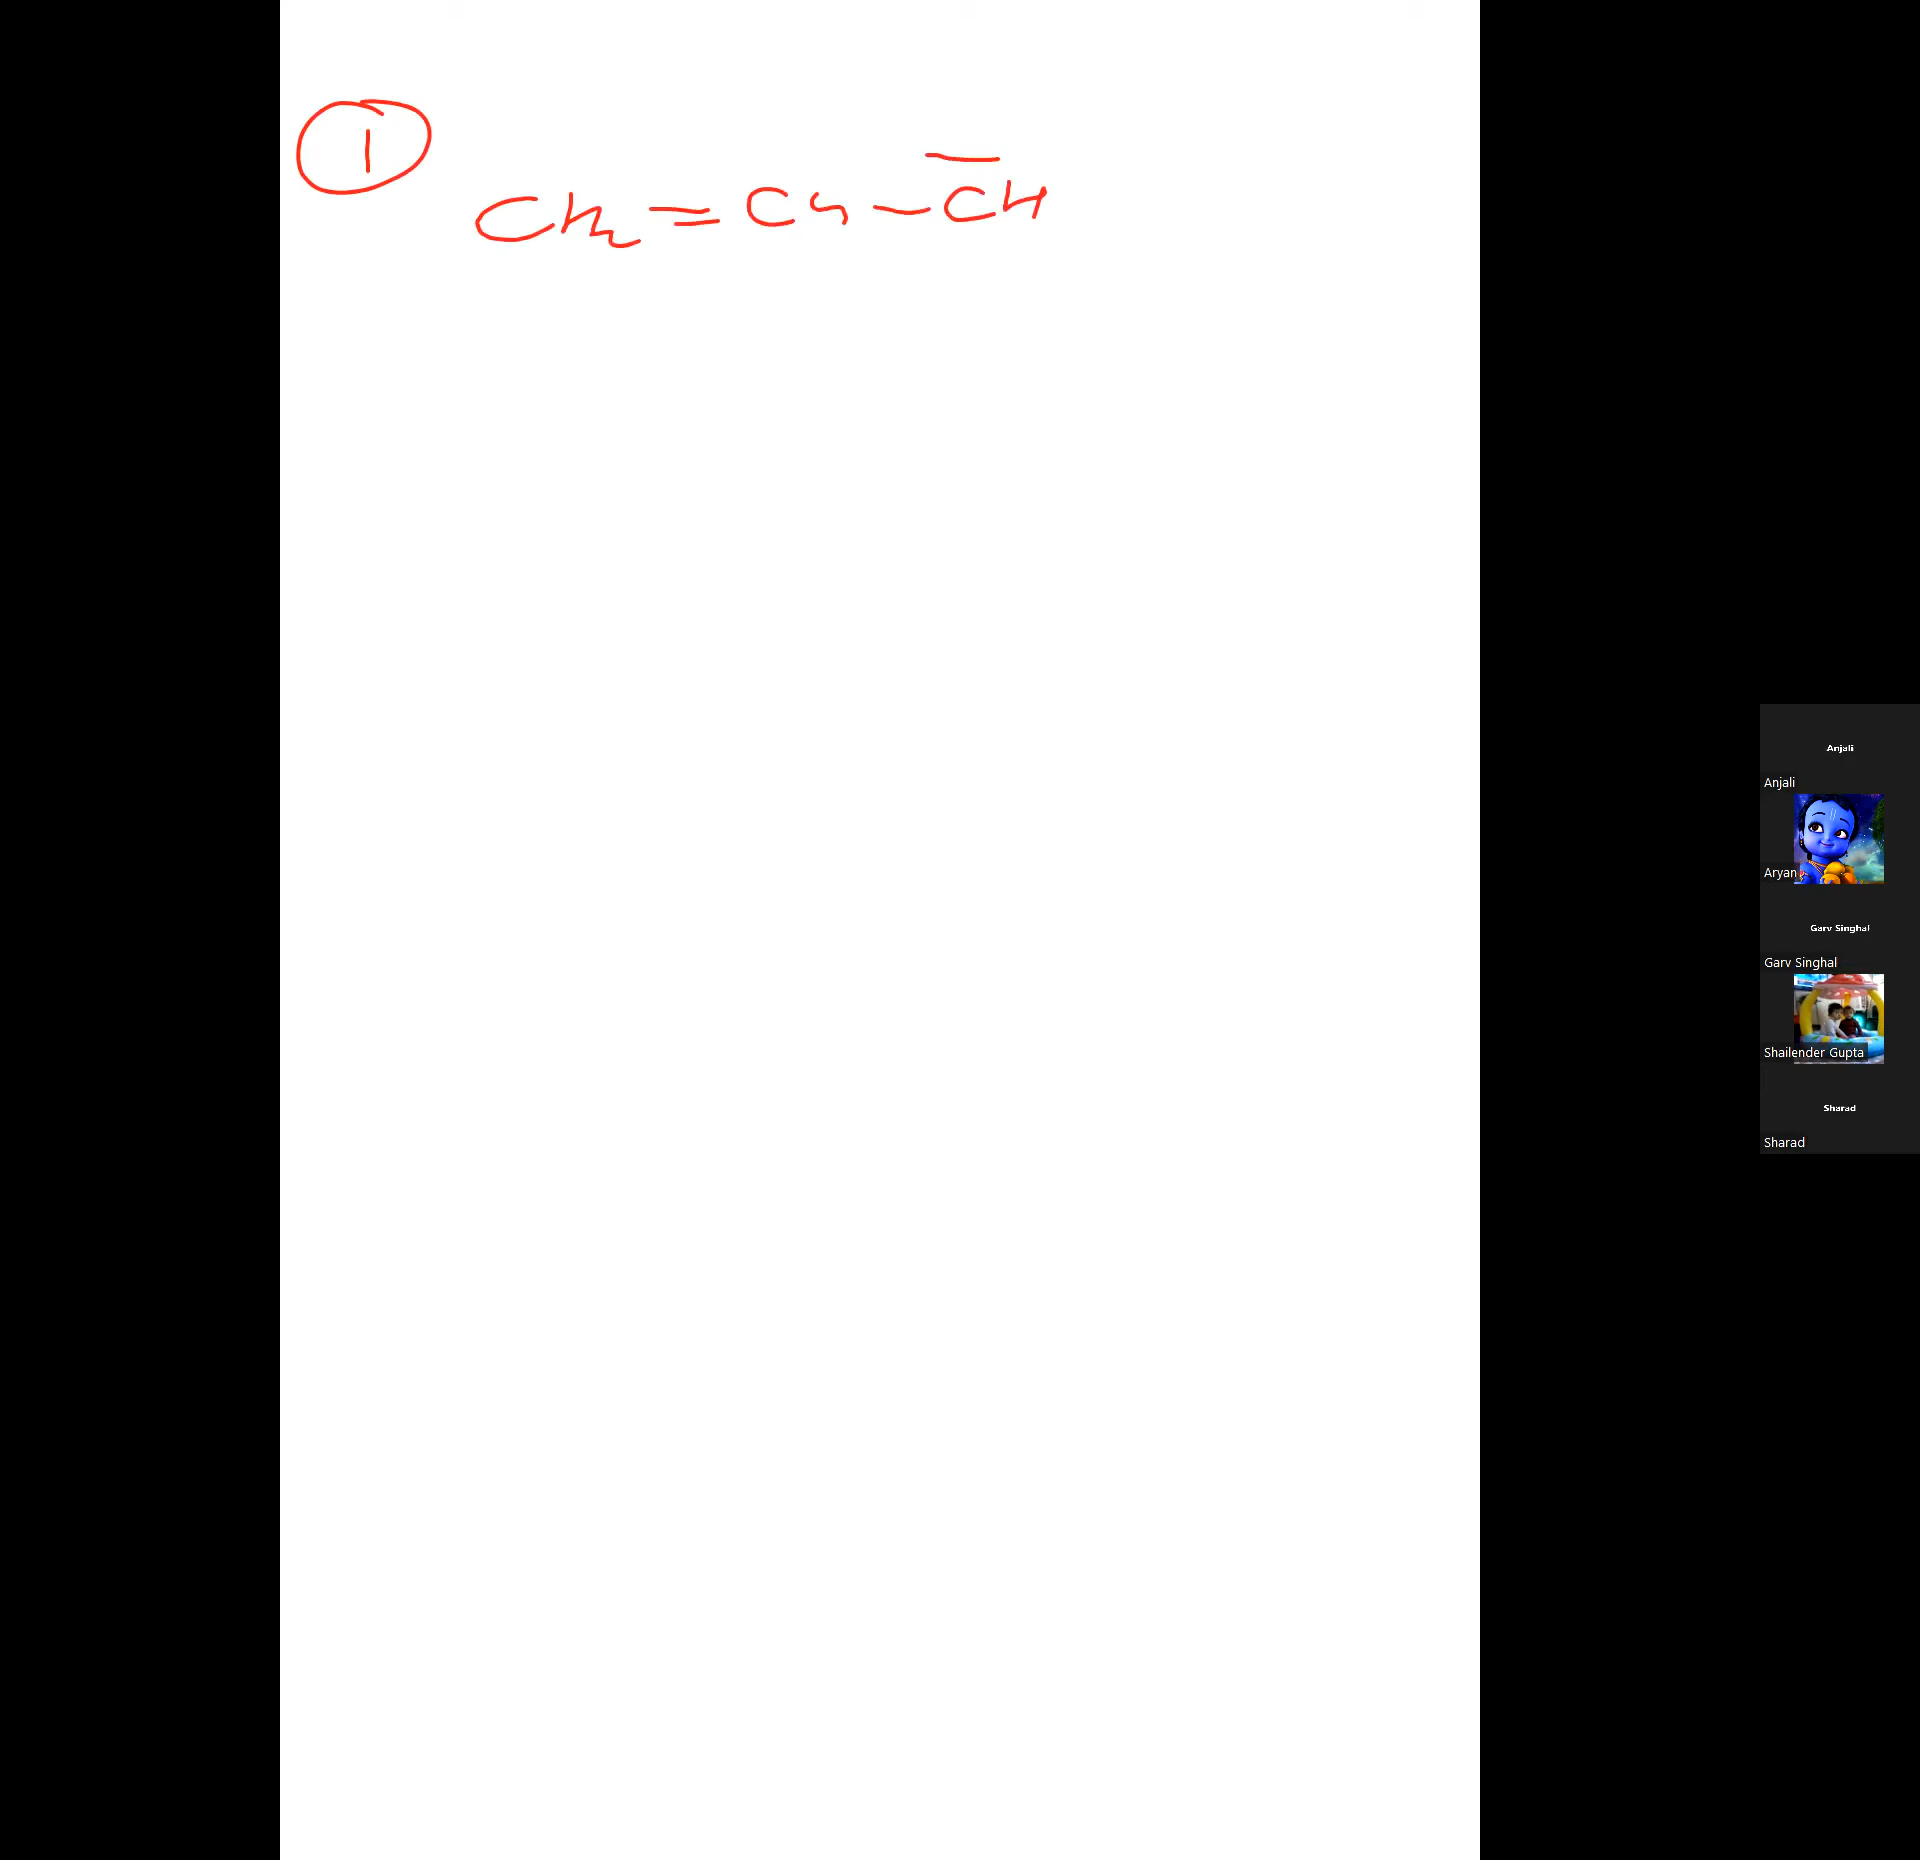 1
CH₂ = CH - C̅H
Anjali
Anjali
Aryan
Garv Singhal
Garv Singhal
Shailender Gupta
Sharad
Sharad